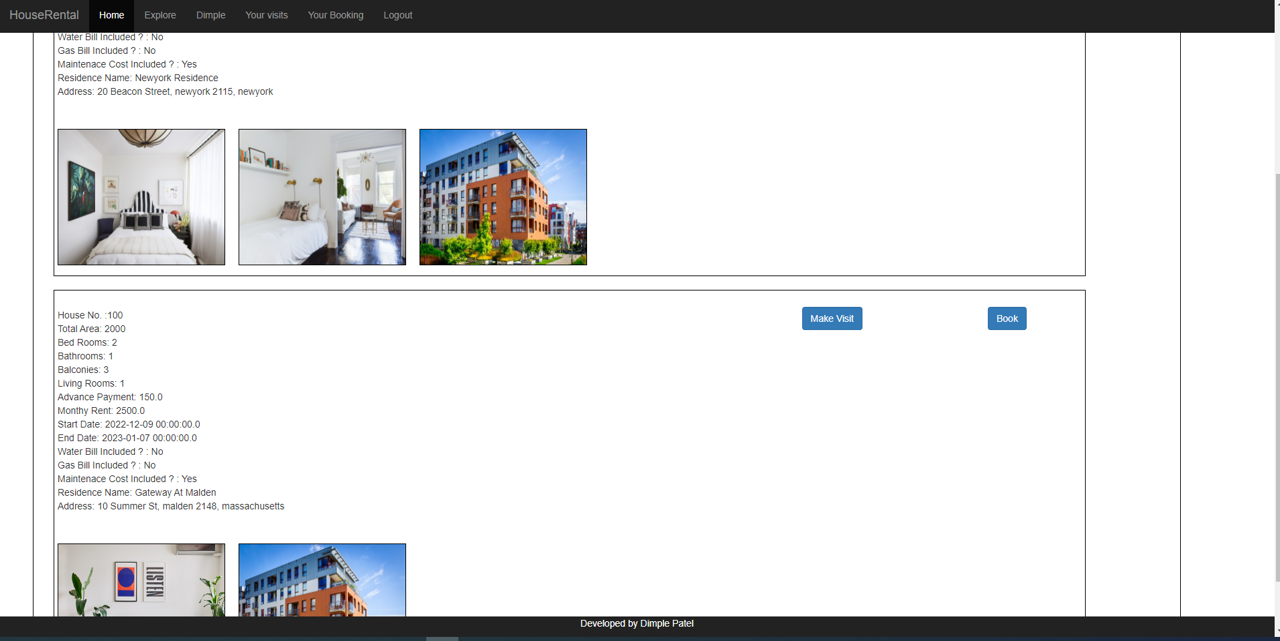 HouseRental Home Explore Dimple Your visits Your Booking Logout
Water Bill Included ? : No
Gas Bill Included ? : No
Maintenace Cost Included ? : Yes
Residence Name: Newyork Residence
Address: 20 Beacon Street, newyork 2115, newyork
House No. :100
Make Visit
Book
Total Area: 2000
Bed Rooms: 2
Bathrooms: 1
Balconies: 3
Living Rooms: 1
Advance Payment: 150.0
Monthy Rent: 2500.0
Start Date: 2022-12-09 00:00:00.0
End Date: 2023-01-07 00:00:00.0
Water Bill Included ? : No
Gas Bill Included ? : No
Maintenace Cost Included ? : Yes
Residence Name: Gateway At Malden
Address: 10 Summer St, malden 2148, massachusetts
LISTEN
Developed by Dimple Patel